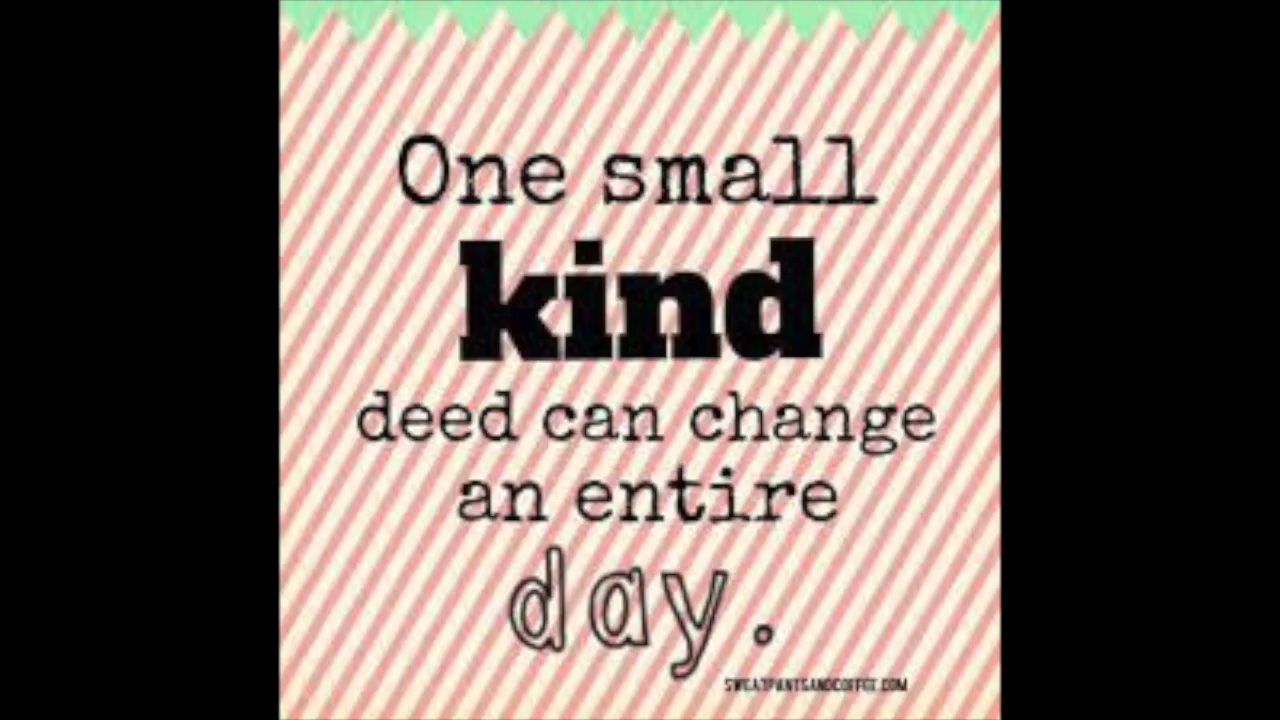 One small
kind
deed can change
an entire
day.
SWEATPANTSANDCOFFEE.COM